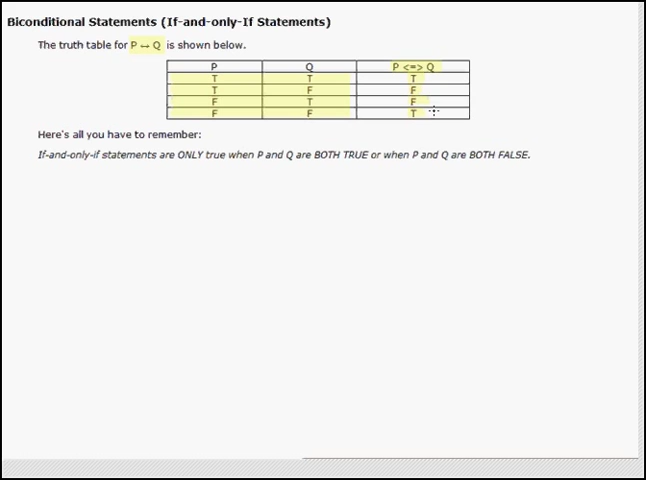 Biconditional Statements (If-and-only-If Statements)
The truth table for P ↔ Q is shown below.
P Q P <=> Q
T T T
T F F
F T F
F F T
Here's all you have to remember:
If-and-only-if statements are ONLY true when P and Q are BOTH TRUE or when P and Q are BOTH FALSE.